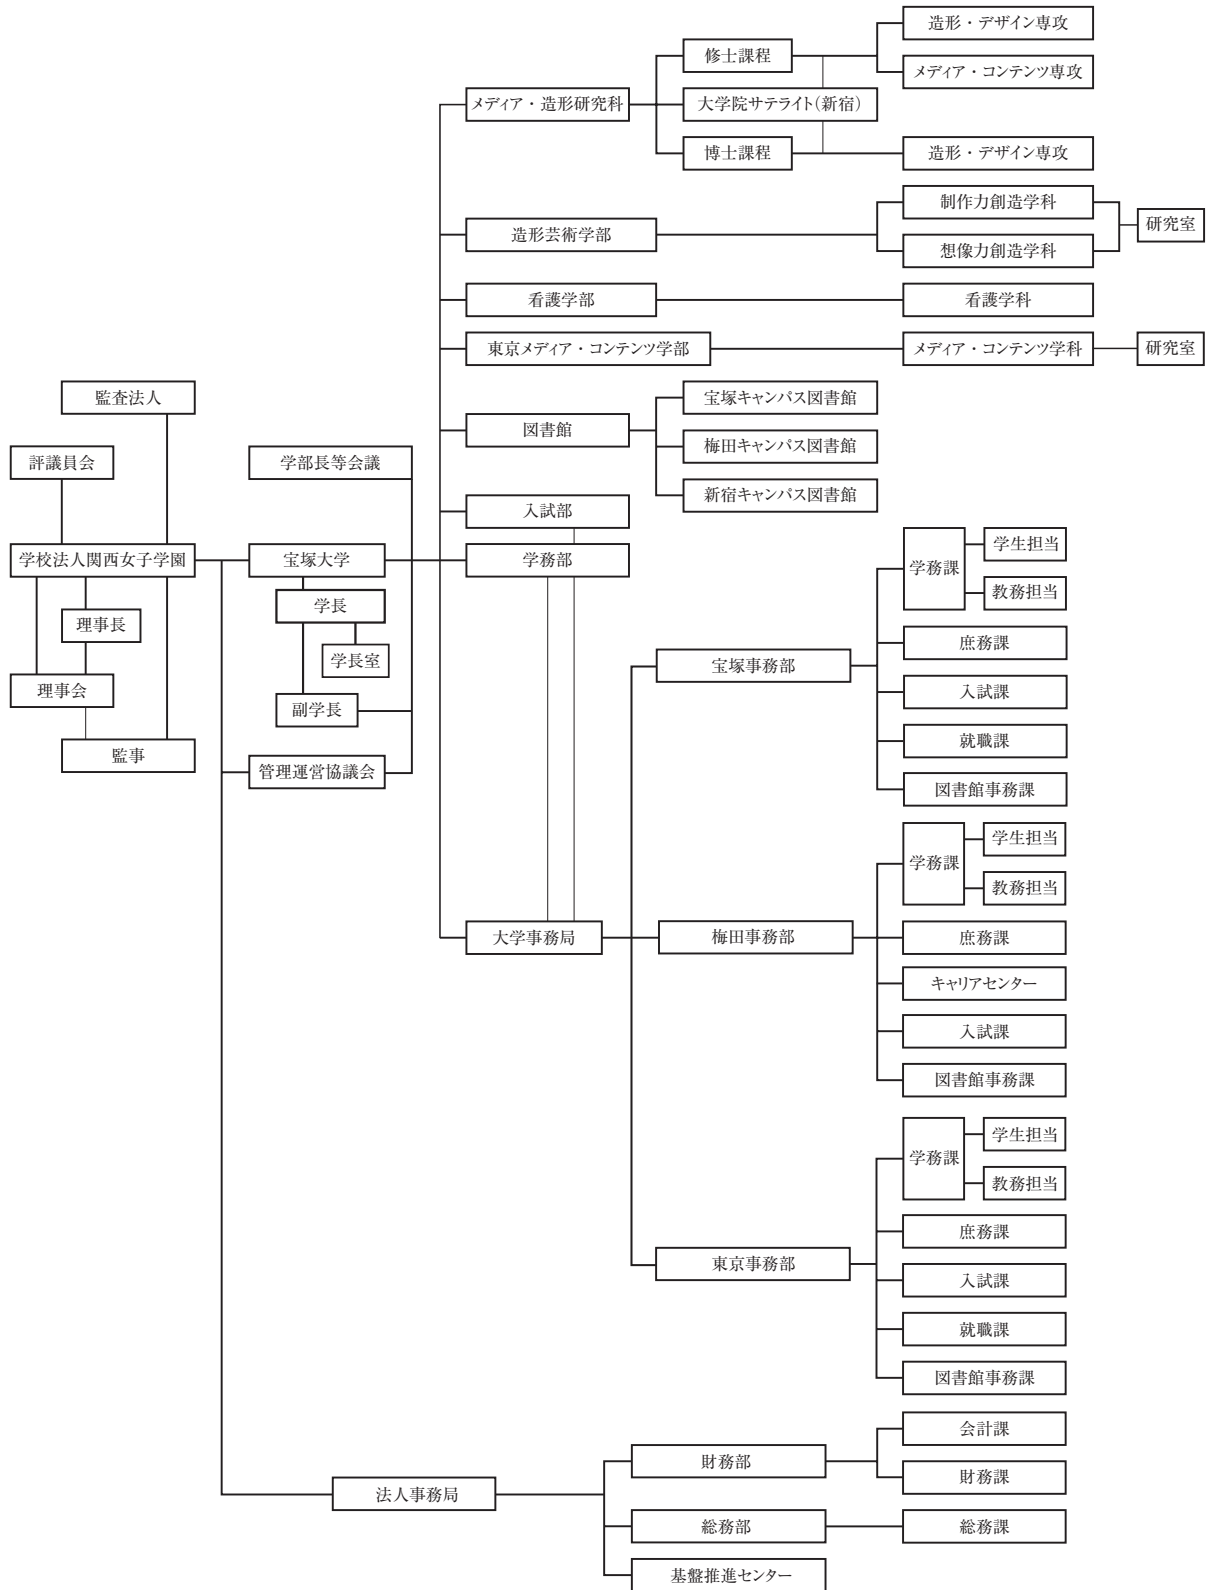 造形・デザイン専攻
修士課程
メディア・コンテンツ専攻
メディア・造形研究科
大学院サテライト(新宿)
博士課程
造形・デザイン専攻
制作力創造学科
造形芸術学部
研究室
想像力創造学科
看護学部
看護学科
東京メディア・コンテンツ学部
メディア・コンテンツ学科
研究室
監査法人
評議員会
学校法人関西女子学園
理事長
理事会
監事
学部長等会議
宝塚大学
学長
学長室
副学長
管理運営協議会
図書館
宝塚キャンパス図書館
梅田キャンパス図書館
新宿キャンパス図書館
入試部
学務部
大学事務局
宝塚事務部
学務課
学生担当
教務担当
庶務課
入試課
就職課
図書館事務課
梅田事務部
学務課
学生担当
教務担当
庶務課
キャリアセンター
入試課
図書館事務課
東京事務部
学務課
学生担当
教務担当
庶務課
入試課
就職課
図書館事務課
法人事務局
財務部
会計課
財務課
総務部
総務課
基盤推進センター